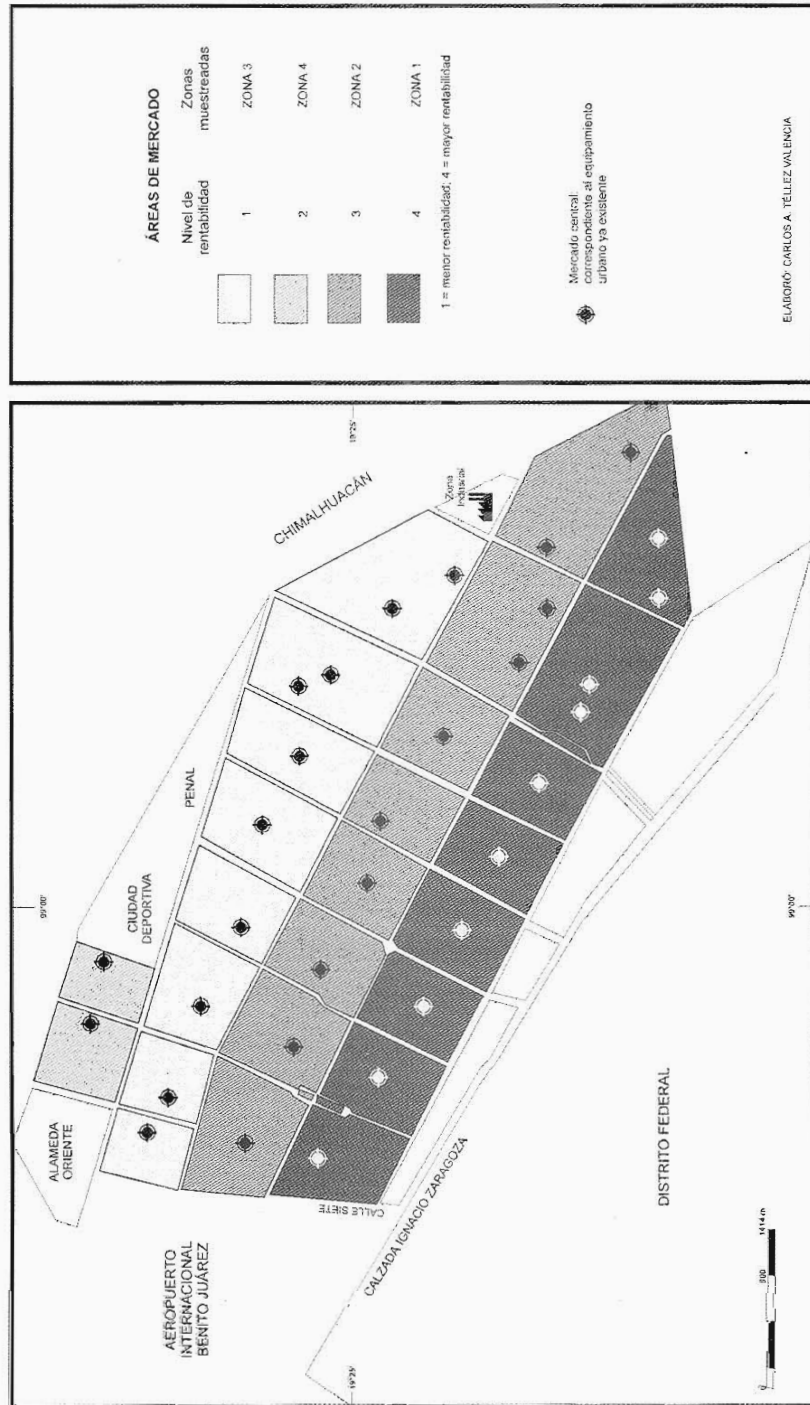 ÁREAS DE MERCADO
Nivel de rentabilidad
Zonas muestreadas
1 ZONA 3
2 ZONA 4
3 ZONA 2
4 ZONA 1
1 = menor rentabilidad; 4 = mayor rentabilidad
Mercado central:
correspondiente al equipamiento
urbano ya existente
ELABORÓ: CARLOS A. TÉLLEZ VALENCIA
99°00'
19°25'
CHIMALHUACÁN
Zona
Industrial
PENAL
CIUDAD
DEPORTIVA
ALAMEDA
ORIENTE
AEROPUERTO
INTERNACIONAL
BENITO JUÁREZ
CALLE SIETE
CALZADA IGNACIO ZARAGOZA
DISTRITO FEDERAL
19°25'
99°00'
0
1414 m